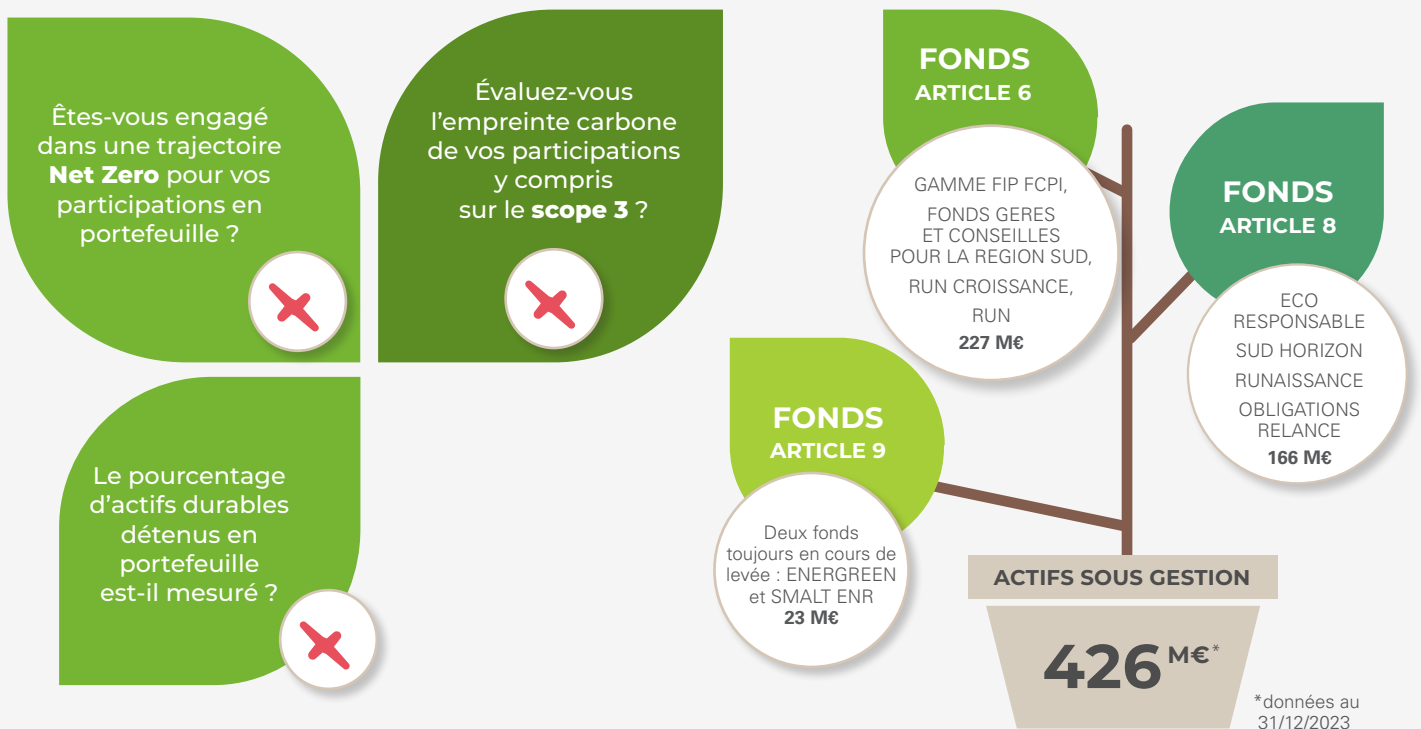 Êtes-vous engagé
dans une trajectoire
Net Zero pour vos
participations en
portefeuille ?
Évaluez-vous
l'empreinte carbone
de vos participations
y compris
sur le scope 3 ?
Le pourcentage
d'actifs durables
détenus en
portefeuille
est-il mesuré ?
FONDS
ARTICLE 6
GAMME FIP FCPI,
FONDS GERES
ET CONSEILLES
POUR LA REGION SUD,
RUN CROISSANCE,
RUN
227 M€
FONDS
ARTICLE 8
ECO
RESPONSABLE
SUD HORIZON
RUNAISSANCE
OBLIGATIONS
RELANCE
166 M€
FONDS
ARTICLE 9
Deux fonds
toujours en cours de
levée : ENERGREEN
et SMALT ENR
23 M€
ACTIFS SOUS GESTION
426 M€*
*données au
31/12/2023